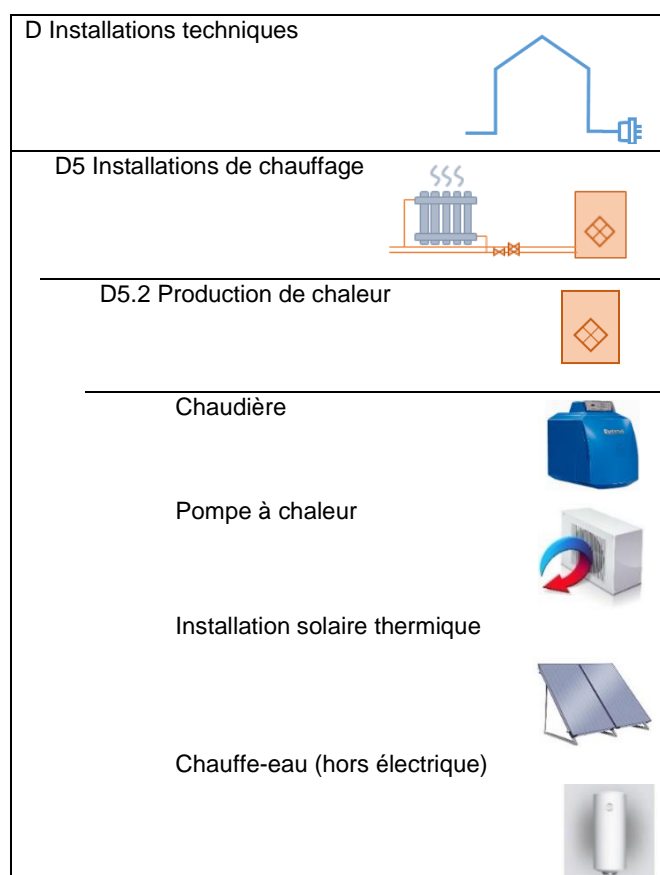 D Installations techniques
D5 Installations de chauffage
D5.2 Production de chaleur
Chaudière
Pompe à chaleur
Installation solaire thermique
Chauffe-eau (hors électrique)